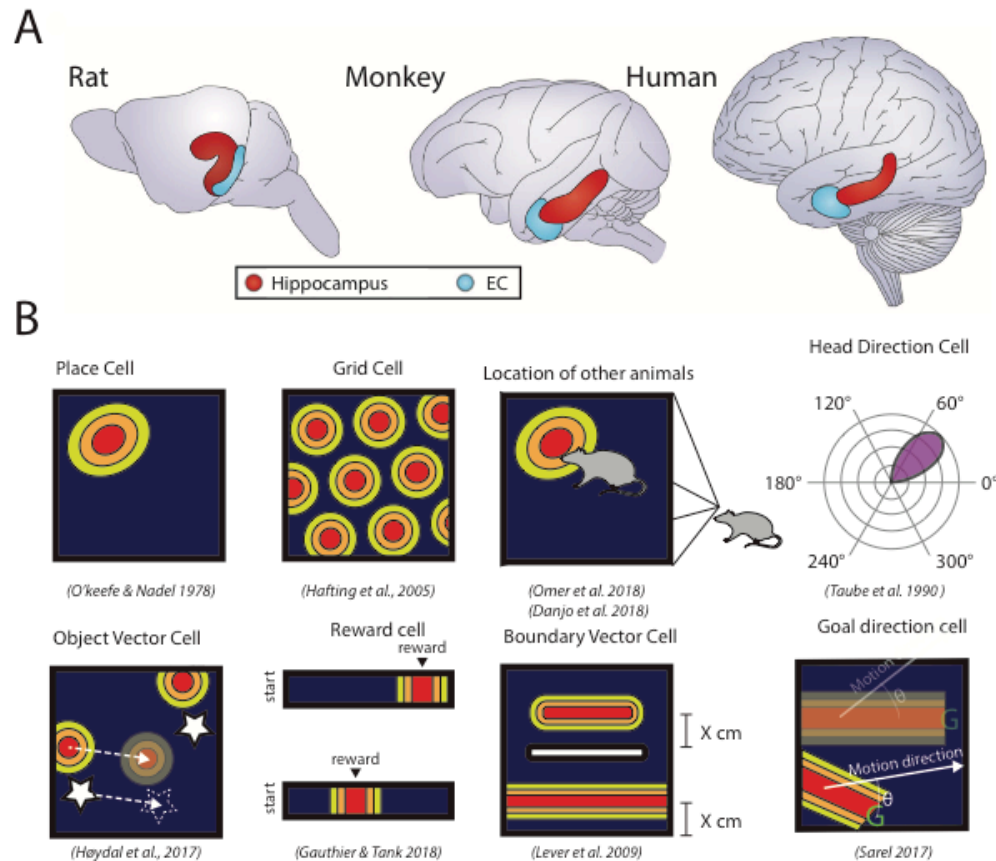 A
Rat
Monkey
Human
Hippocampus
EC
B
Place Cell
Grid Cell
Location of other animals
Head Direction Cell
120°
60°
180°
0°
240°
300°
(O'keefe & Nadel 1978)
(Hafting et al., 2005)
(Omer et al. 2018)
(Danjo et al. 2018)
(Taube et al. 1990)
Object Vector Cell
Reward cell
Boundary Vector Cell
Goal direction cell
reward
start
X cm
reward
start
X cm
Motion
θ
G
Motion direction
θ
G
(Høydal et al., 2017)
(Gauthier & Tank 2018)
(Lever et al. 2009)
(Sarel 2017)